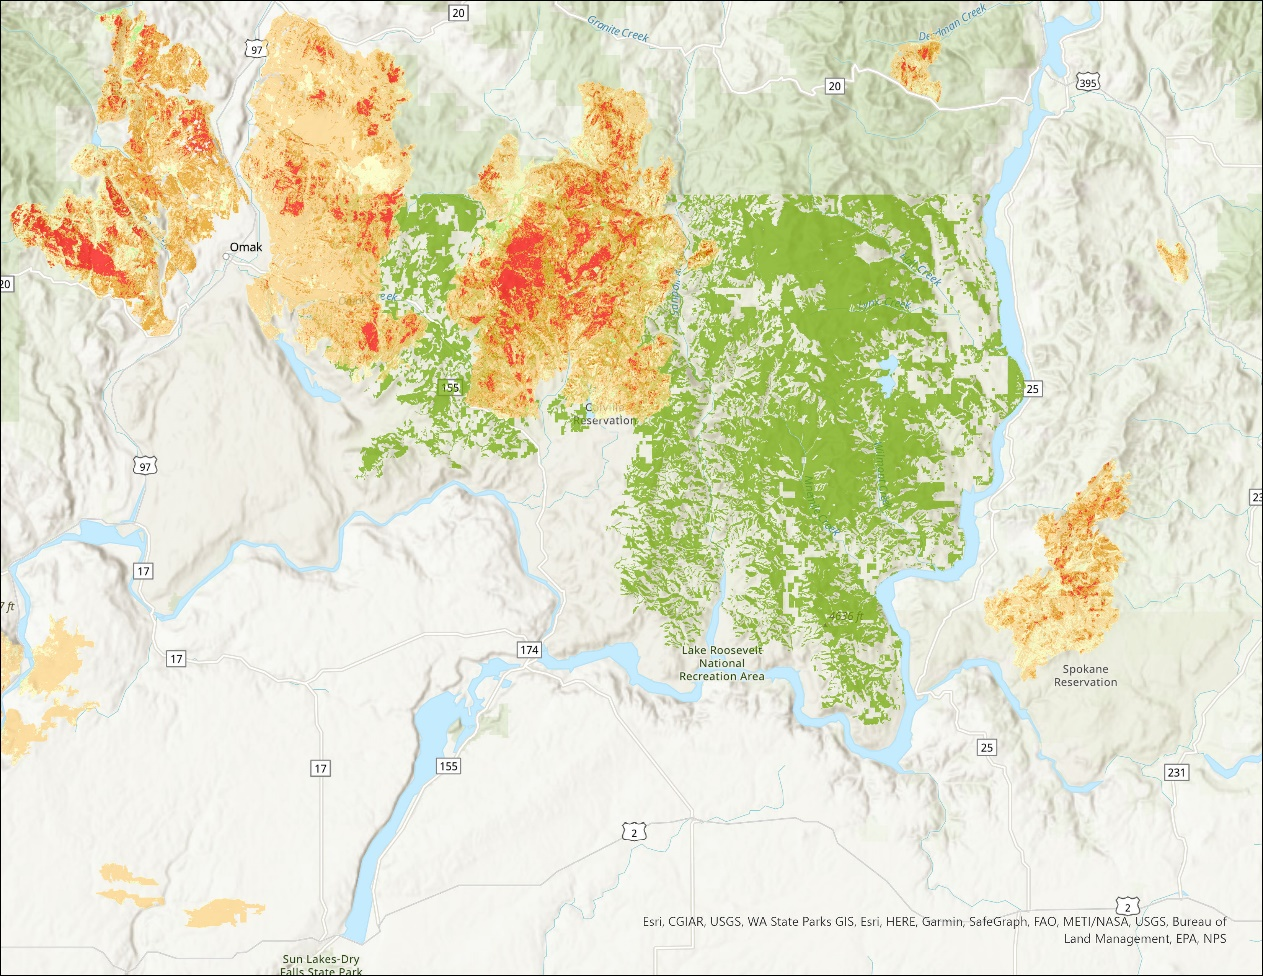 20
Granite Creek
Deadman Creek
97
20
395
Omak
20
25
155
Reservation
97
23
17
7 ft
174
17
Lake Roosevelt
National
Recreation Area
Spokane
Reservation
25
155
17
231
2
2
Esri, CGIAR, USGS, WA State Parks GIS, Esri, HERE, Garmin, SafeGraph, FAO, METI/NASA, USGS, Bureau of
Land Management, EPA, NPS
Sun Lakes-Dry
Falls State Park